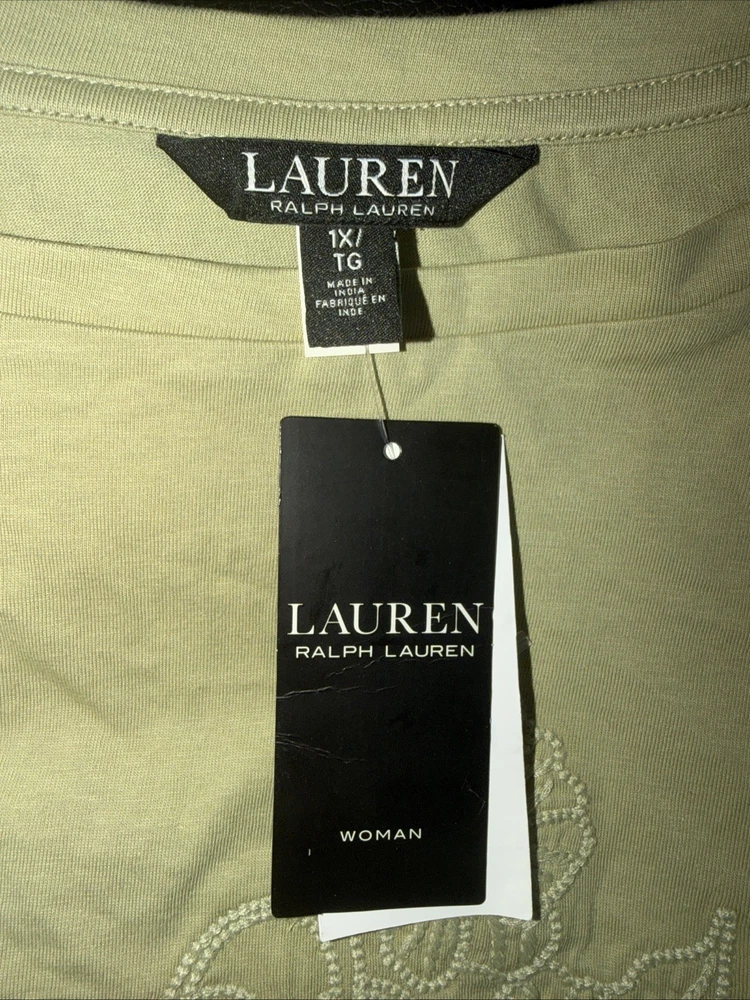 LAUREN
RALPH LAUREN
1X/
TG
MADE IN
INDIA
FABRIQUÉ EN
INDE
LAUREN
RALPH LAUREN
WOMAN